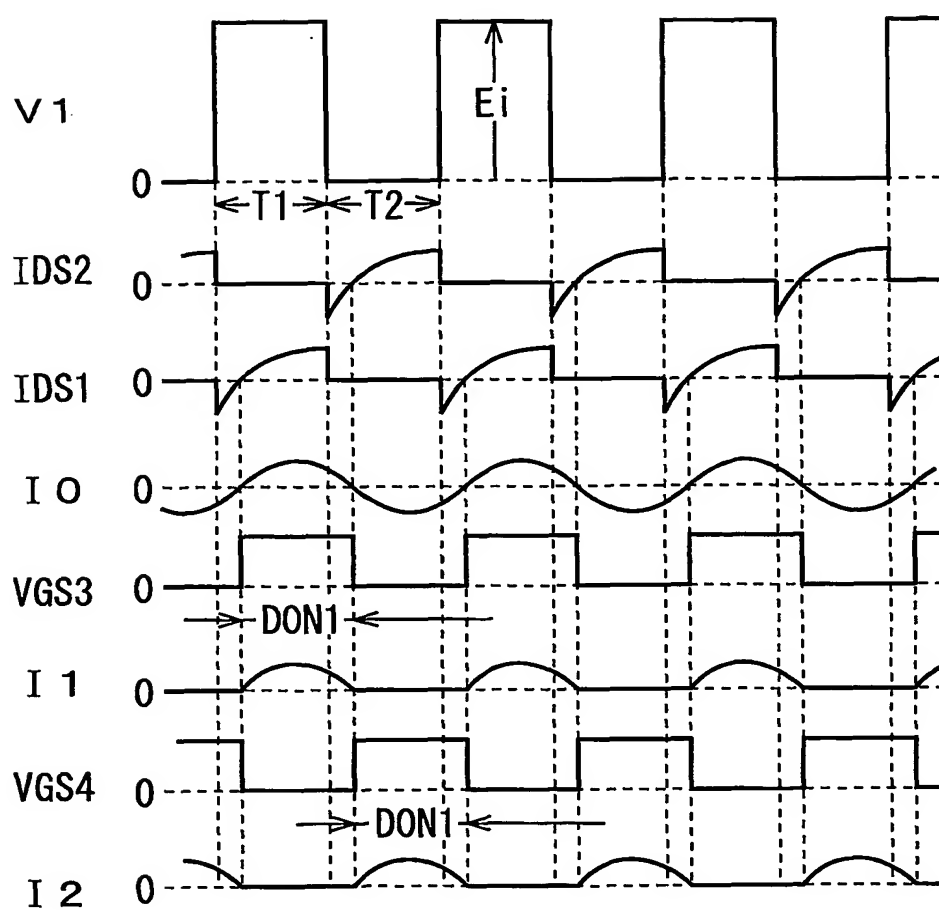 V1
Ei
0
T1 T2
IDS2 0
IDS1 0
IO 0
VGS3 0
DON1
I1 0
VGS4 0
DON1
I2 0